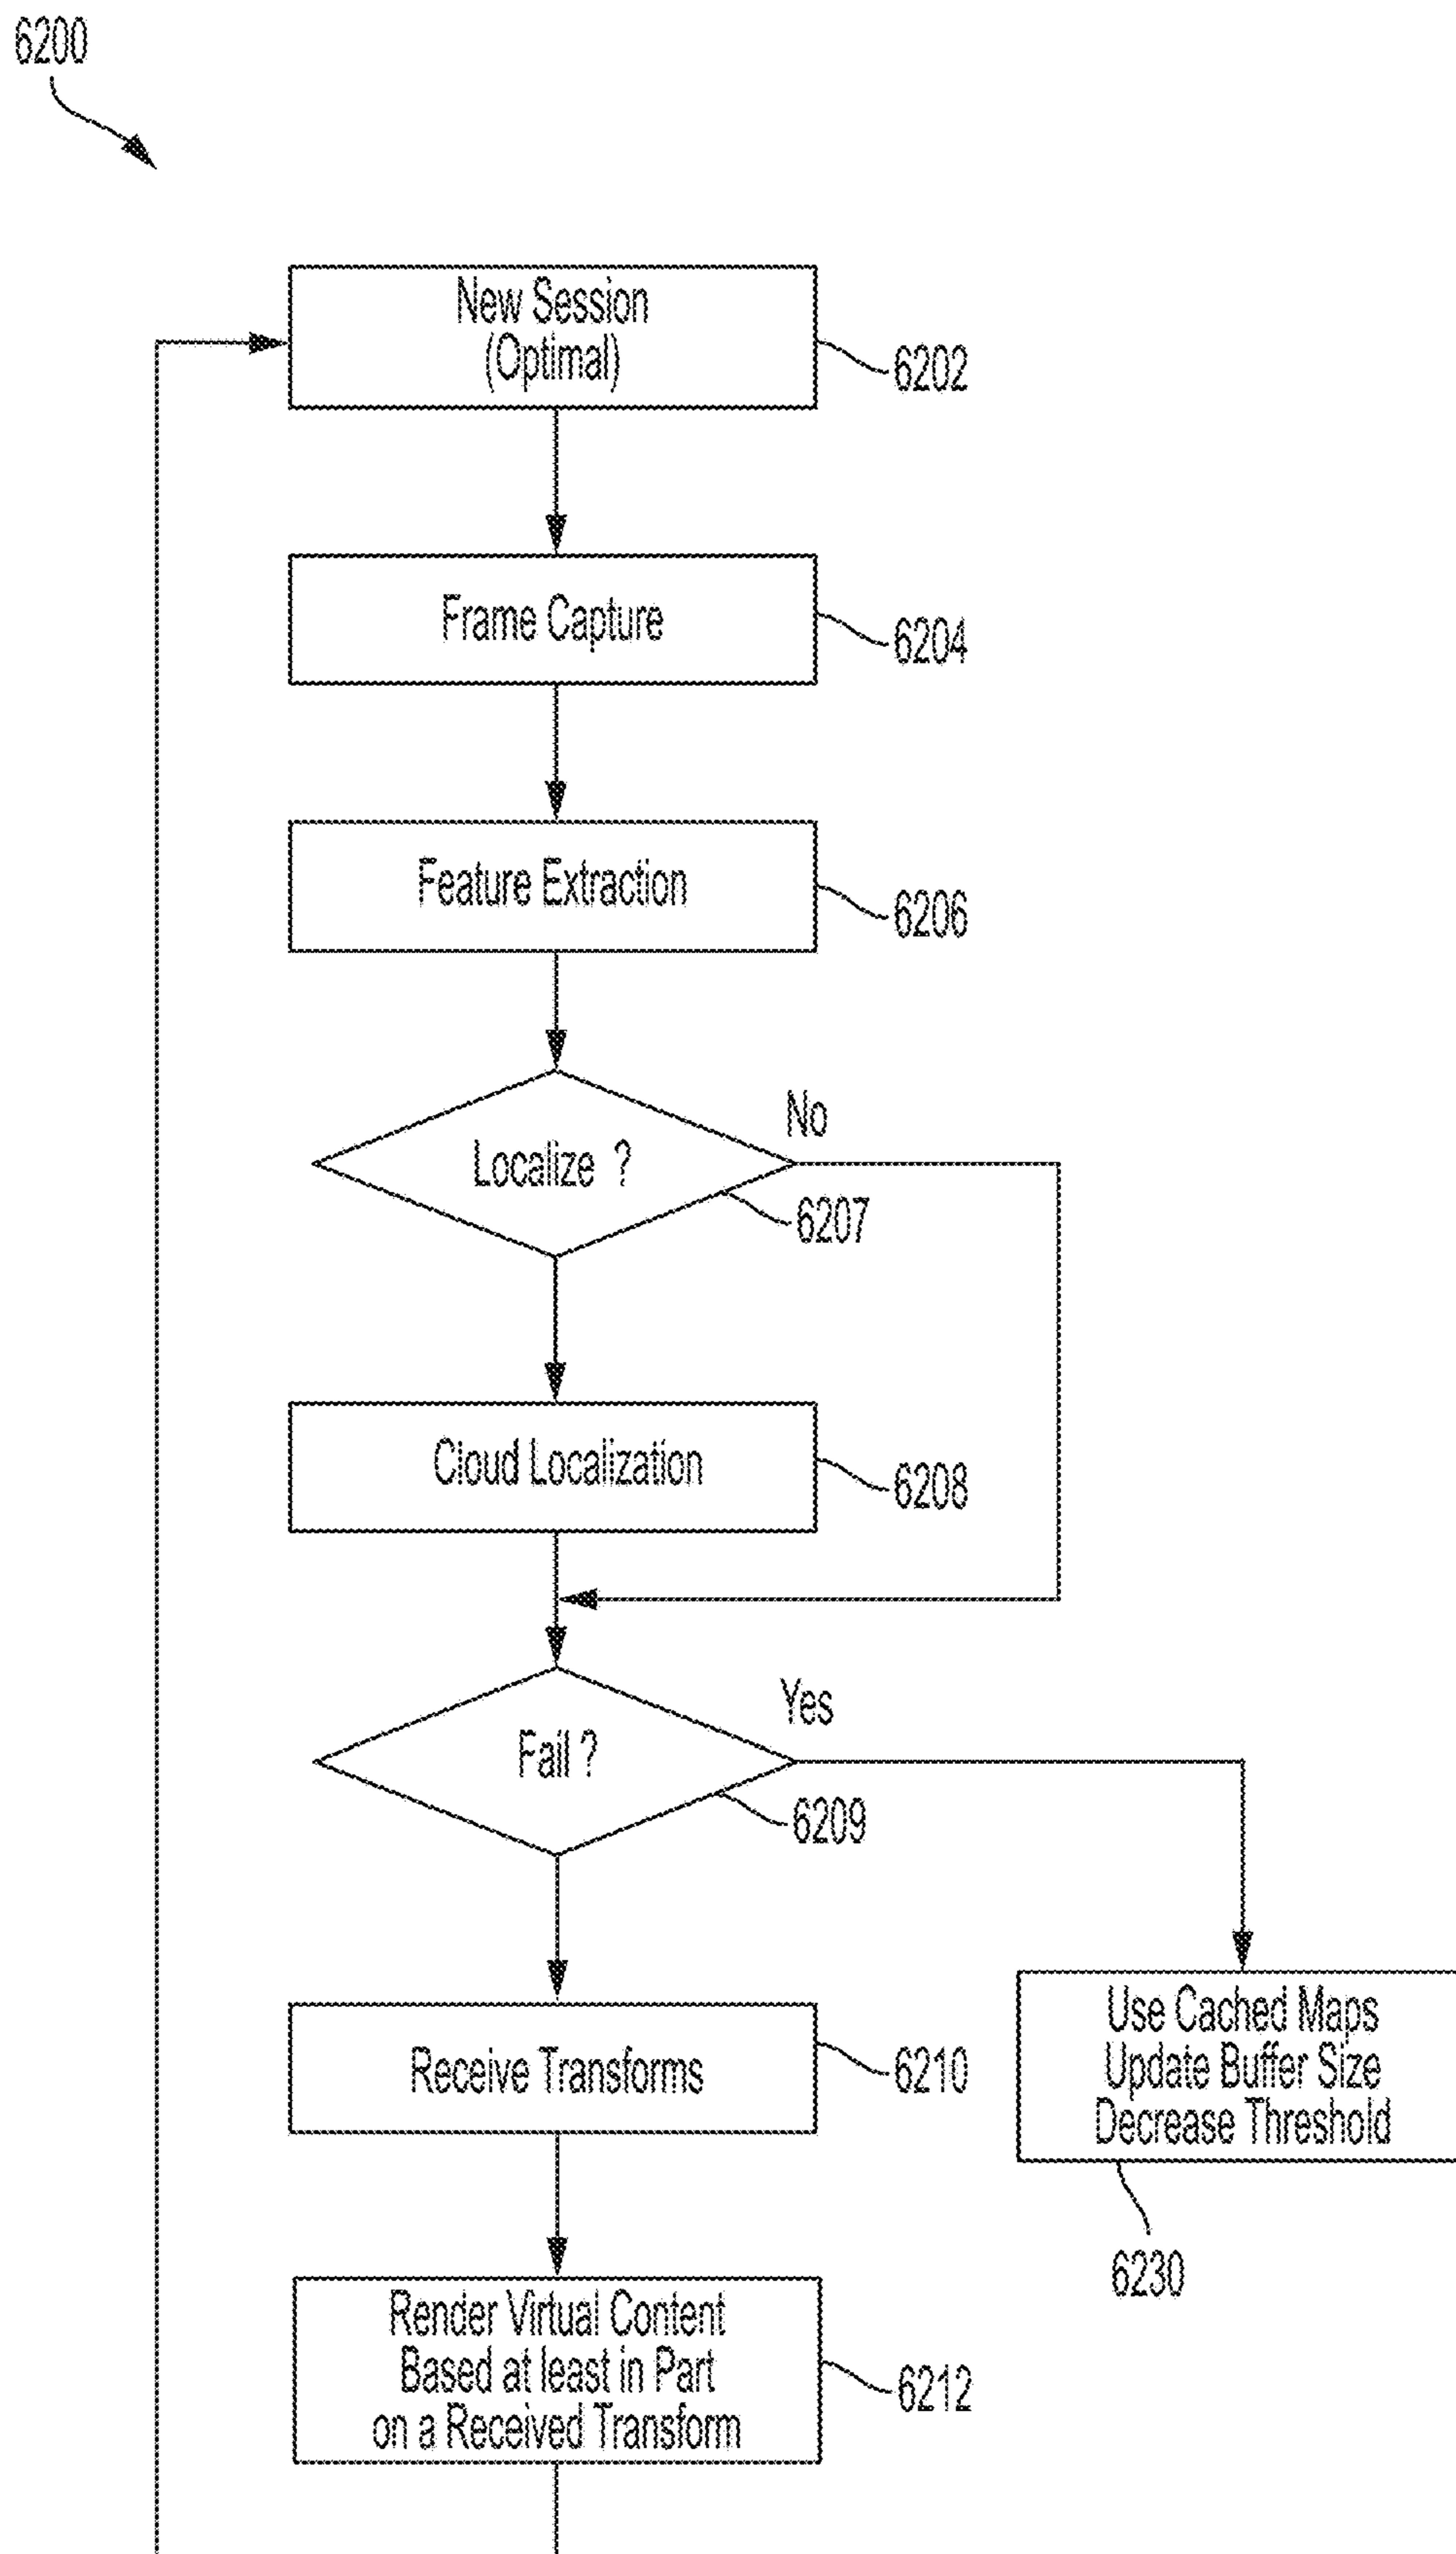 6200
New Session
(Optimal)
6202
Frame Capture
6204
Feature Extraction
6206
No
Localize ?
6207
Cloud Localization
6208
Yes
Fail ?
6209
Receive Transforms
6210
Use Cached Maps
Update Buffer Size
Decrease Threshold
6230
Render Virtual Content
Based at least in Part
on a Received Transform
6212